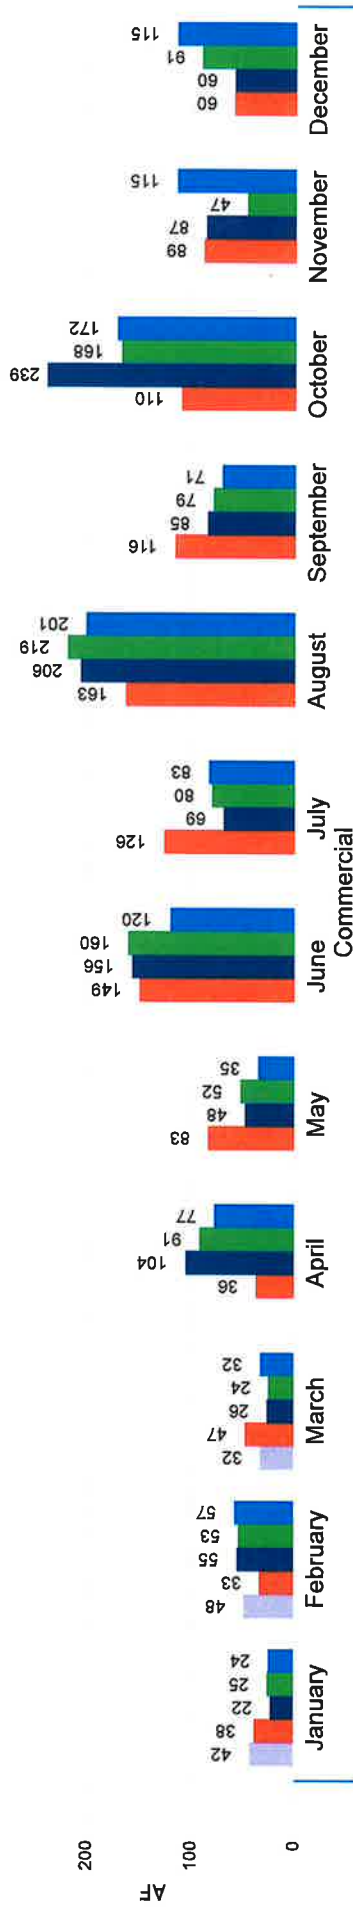 AF
200
100
0
42 38 22 25 24
48 33 55 53 57
32 47 26 24 32
36 104 91 77
83 48 52 35
149 156 160 120
126 69 80 83
163 206 219 201
116 85 79 71
110 239 168 172
89 87 47 115
60 60 91 115
January February March April May June July August September October November December
Commercial